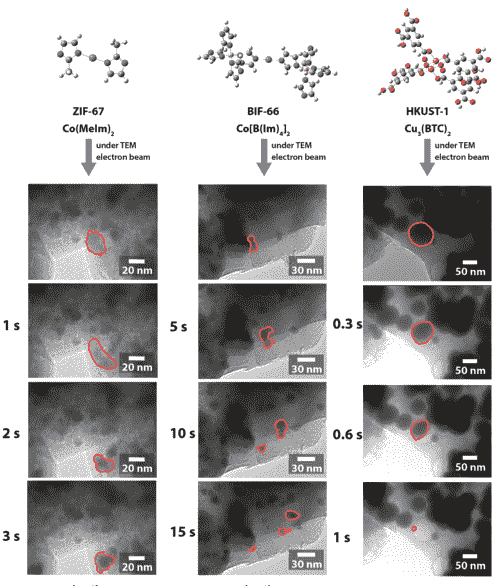 ZIF-67
Co(MeIm)₂
under TEM
electron beam
20 nm
1 s
20 nm
2 s
20 nm
3 s
20 nm
BIF-66
Co[B(Im)₄]₂
under TEM
electron beam
30 nm
5 s
30 nm
10 s
30 nm
15 s
30 nm
HKUST-1
Cu₃(BTC)₂
under TEM
electron beam
50 nm
0.3 s
50 nm
0.6 s
50 nm
1 s
50 nm